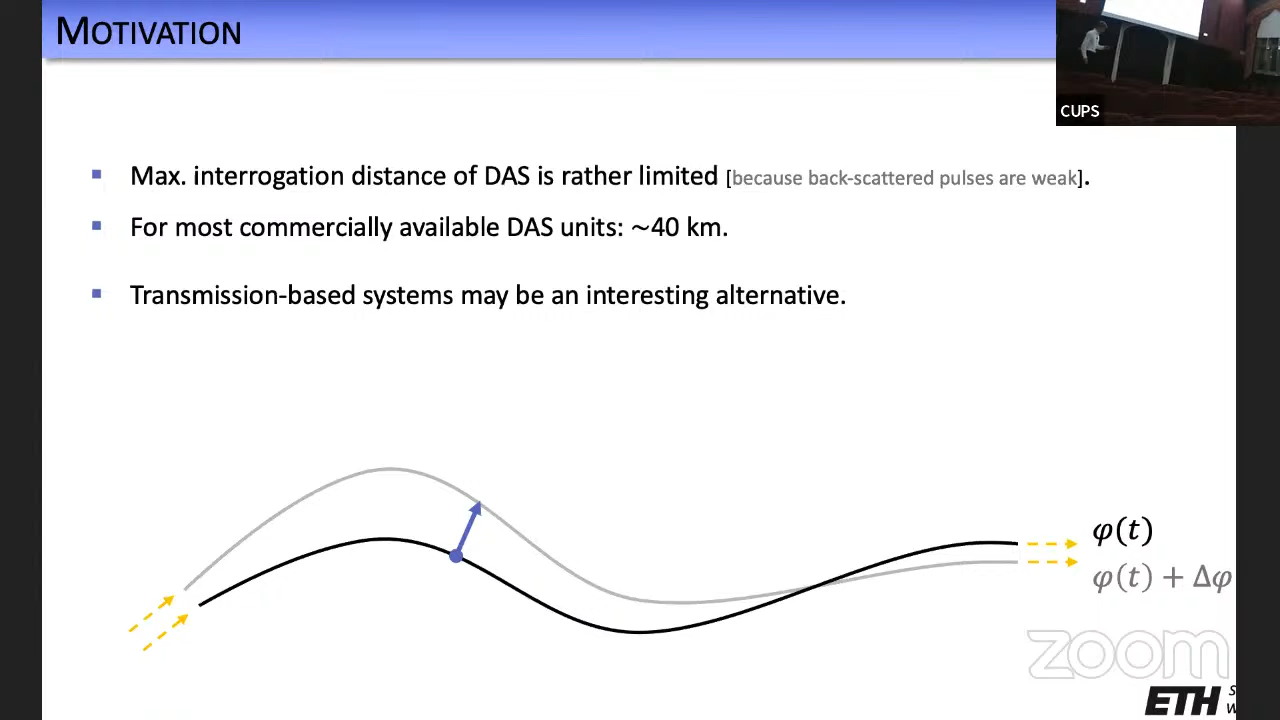 MOTIVATION
CUPS
Max. interrogation distance of DAS is rather limited [because back-scattered pulses are weak].
For most commercially available DAS units: ~40 km.
Transmission-based systems may be an interesting alternative.
φ(t)
φ(t) + Δφ
zoom
ETH